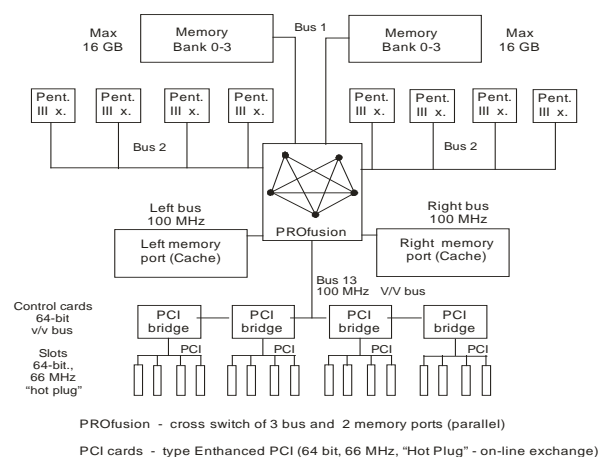 Max
16 GB
Memory
Bank 0-3
Bus 1
Memory
Bank 0-3
Max
16 GB
Pent.
III x.
Pent.
III x.
Pent.
III x.
Pent.
III x.
Pent.
III x.
Pent.
III x.
Pent.
III x.
Pent.
III x.
Bus 2
Bus 2
Left bus
100 MHz
PROfusion
Right bus
100 MHz
Left memory
port (Cache)
Right memory
port (Cache)
Bus 13
100 MHz V/V bus
Control cards
64-bit
v/v bus
PCI
bridge
PCI
bridge
PCI
bridge
PCI
bridge
Slots
64-bit.,
66 MHz
“hot plug”
PCI
PCI
PCI
PCI
PROfusion - cross switch of 3 bus and 2 memory ports (parallel)
PCI cards - type Enhanced PCI (64 bit, 66 MHz, “Hot Plug” - on-line exchange)